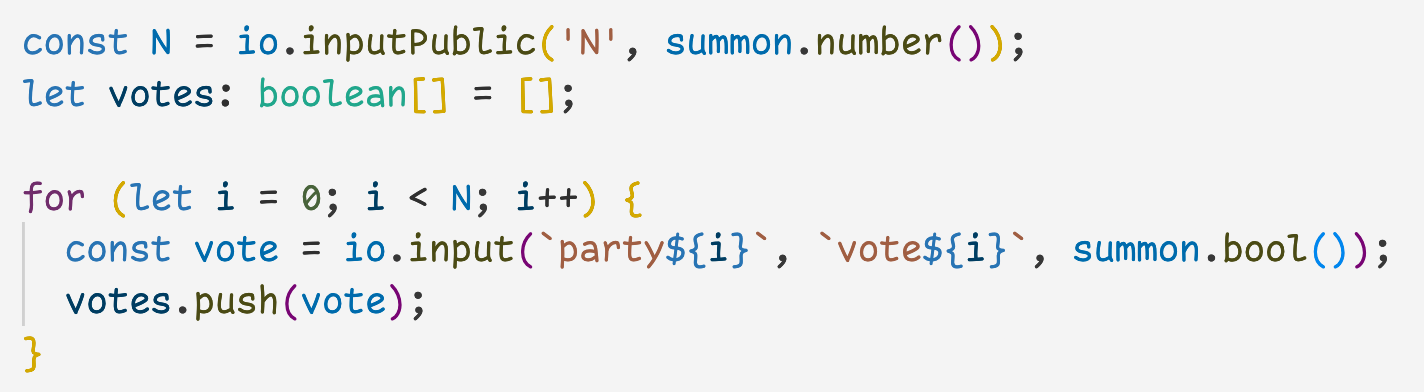 const N = io.inputPublic('N', summon.number());
let votes: boolean[] = [];
for (let i = 0; i < N; i++) {
  const vote = io.input(`party${i}`, `vote${i}`, summon.bool());
  votes.push(vote);
}